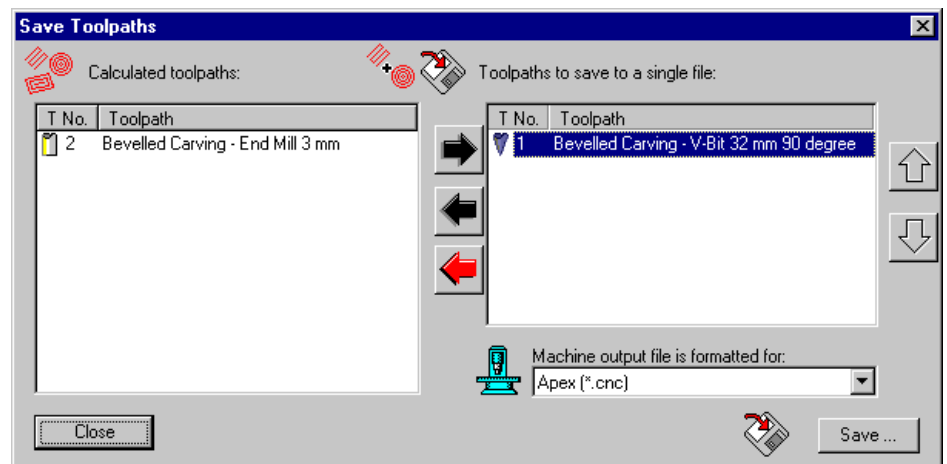 Save Toolpaths
Calculated toolpaths:
Toolpaths to save to a single file:
T No. Toolpath
2 Bevelled Carving - End Mill 3 mm
T No. Toolpath
1 Bevelled Carving - V-Bit 32 mm 90 degree
Machine output file is formatted for:
Apex (*.cnc)
Close
Save ...